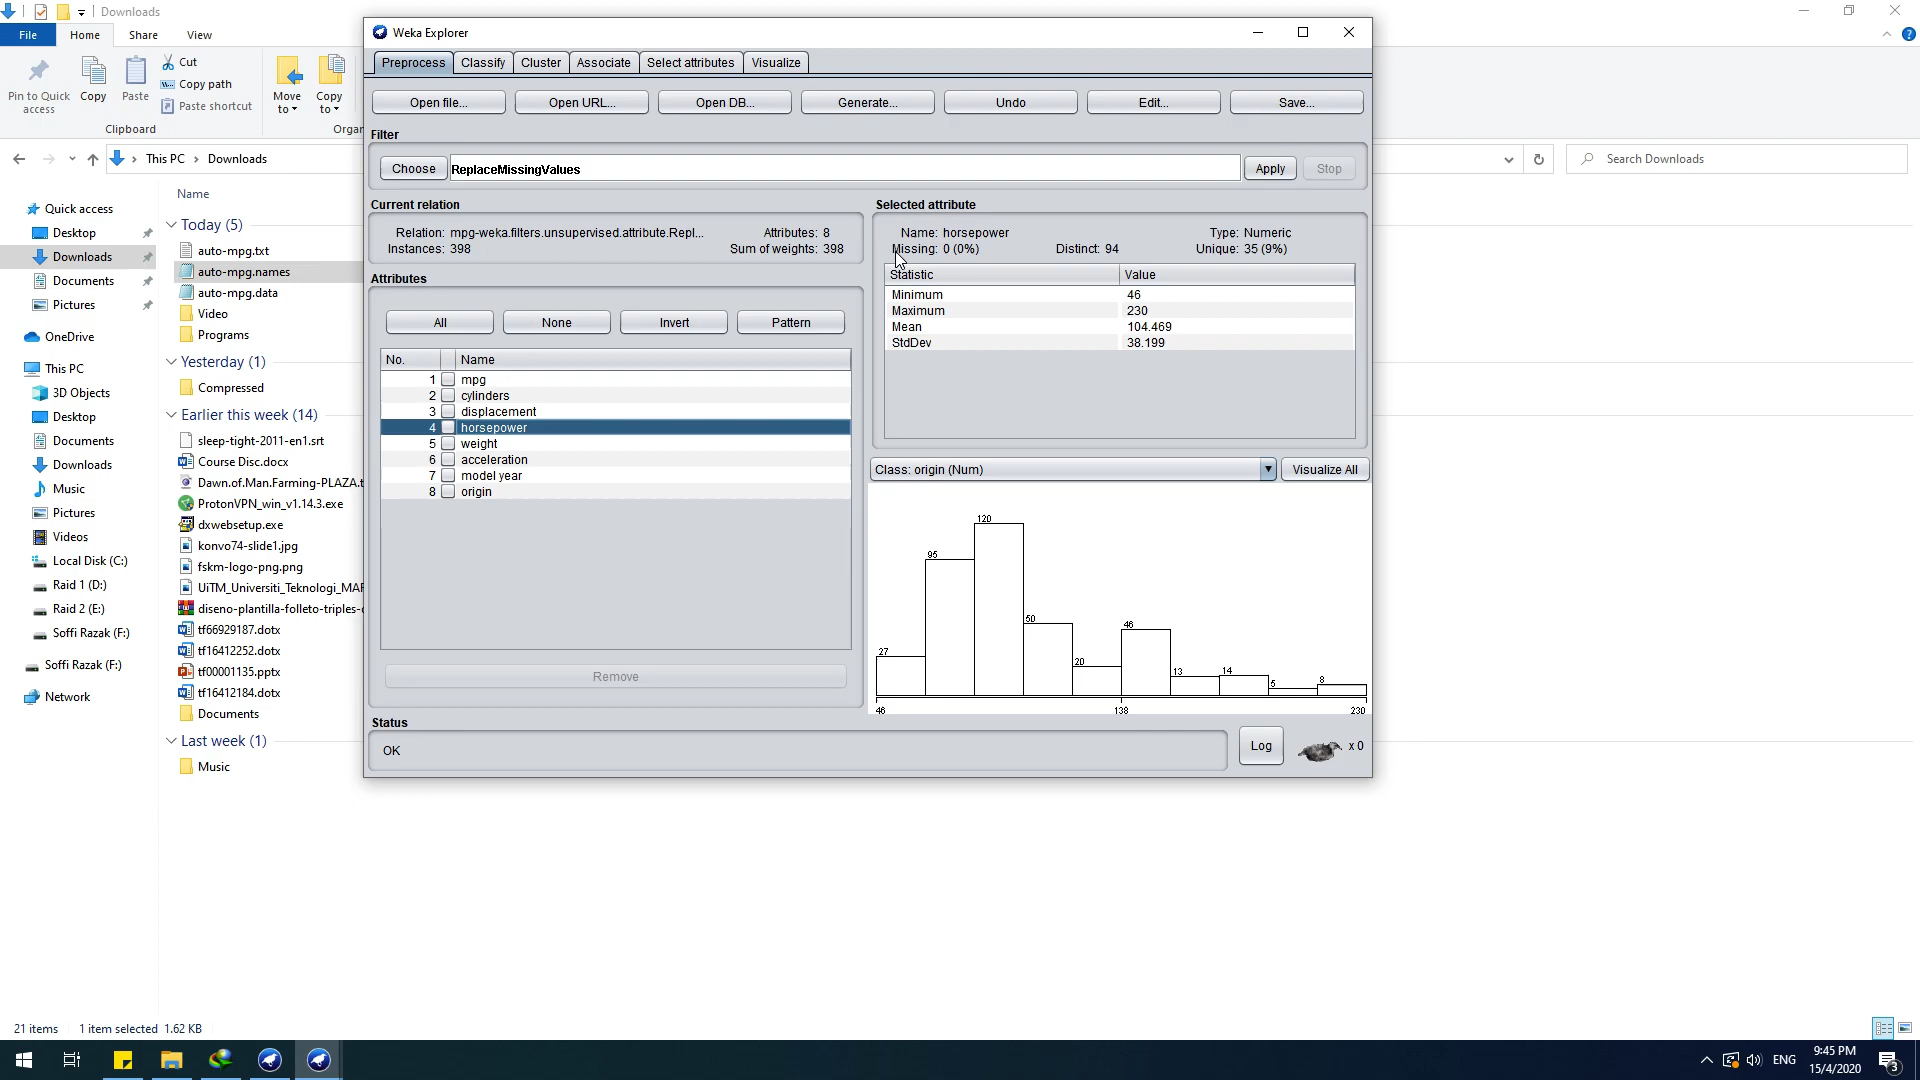 Downloads
File
Home
Share
View
Pin to Quick access
Copy
Paste
Cut
Copy path
Paste shortcut
Move to
Copy to
Clipboard
Organ
This PC
Downloads
Search Downloads
Quick access
Desktop
Downloads
Documents
Pictures
OneDrive
This PC
3D Objects
Desktop
Documents
Downloads
Music
Pictures
Videos
Local Disk (C:)
Raid 1 (D:)
Raid 2 (E:)
Soffi Razak (F:)
Soffi Razak (F:)
Network
Name
Today (5)
auto-mpg.txt
auto-mpg.names
auto-mpg.data
Video
Programs
Yesterday (1)
Compressed
Earlier this week (14)
sleep-tight-2011-en1.srt
Course Disc.docx
Dawn.of.Man.Farming-PLAZA.t
ProtonVPN_win_v1.14.3.exe
dxwebsetup.exe
konvo74-slide1.jpg
fskm-logo-png.png
UiTM_Universiti_Teknologi_MAR
diseno-plantilla-folleto-triples-c
tf66929187.dotx
tf16412252.dotx
tf00001135.pptx
tf16412184.dotx
Documents
Last week (1)
Music
21 items 1 item selected 1.62 KB
Weka Explorer
Preprocess
Classify
Cluster
Associate
Select attributes
Visualize
Open file...
Open URL...
Open DB...
Generate...
Undo
Edit...
Save...
Filter
Choose
ReplaceMissingValues
Apply
Stop
Current relation
Relation: mpg-weka.filters.unsupervised.attribute.Repl...
Attributes: 8
Instances: 398
Sum of weights: 398
Attributes
All
None
Invert
Pattern
No. Name
1 mpg
2 cylinders
3 displacement
4 horsepower
5 weight
6 acceleration
7 model year
8 origin
Remove
Selected attribute
Name: horsepower
Type: Numeric
Missing: 0 (0%)
Distinct: 94
Unique: 35 (9%)
Statistic Value
Minimum 46
Maximum 230
Mean 104.469
StdDev 38.199
Class: origin (Num)
Visualize All
27
95
120
50
20
46
13
14
5
8
46
138
230
Status
OK
Log
x 0
ENG
9:45 PM
15/4/2020
3